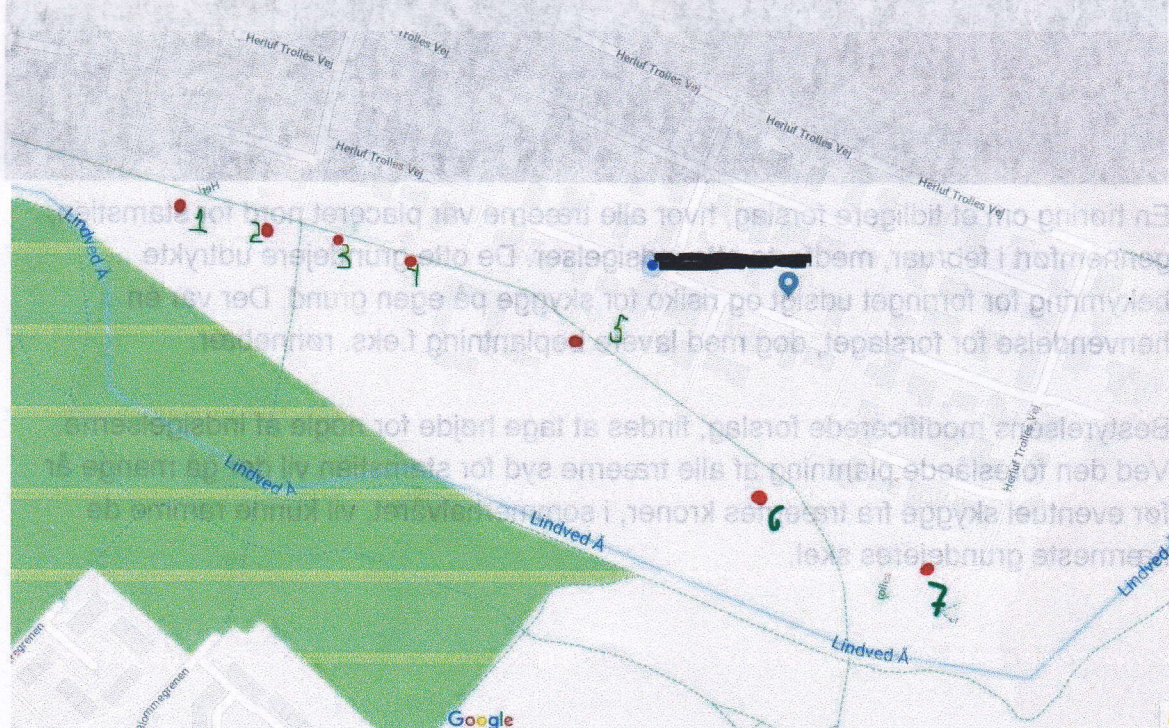 Herluf Trolles Vej
Trolles Vej
Herluf Trolles Vej
Herluf Trolles Vej
Herluf Trolles Vej
Herluf Trolles Vej
1
2
3
4
5
6
7
En høring om et tidligere forslag, hvor alle træerne var placeret nord for stamstien
gennemført i februar, indsigelser. De otte grundejere udtrykte
bekymring for forringet udsigt og risiko for skygge på egen grund. Der var en
henvendelse for forslaget, dog med lavere beplantning f.eks. rønnebær
Bestyrelsens modificerede forslag, findes at tage højde for nogle af indsigelserne
Ved den foreslåede plantning af alle træerne syd for stamstien vil der gå mange år
før eventuel skygge fra træernes kroner, i sommerhalvåret, vil kunne ramme de
nærmeste grundejeres skel.
Lindved Å
Lindved Å
Lindved Å
Lindved Å
Lindved
Herluf Trolles Vej
Google